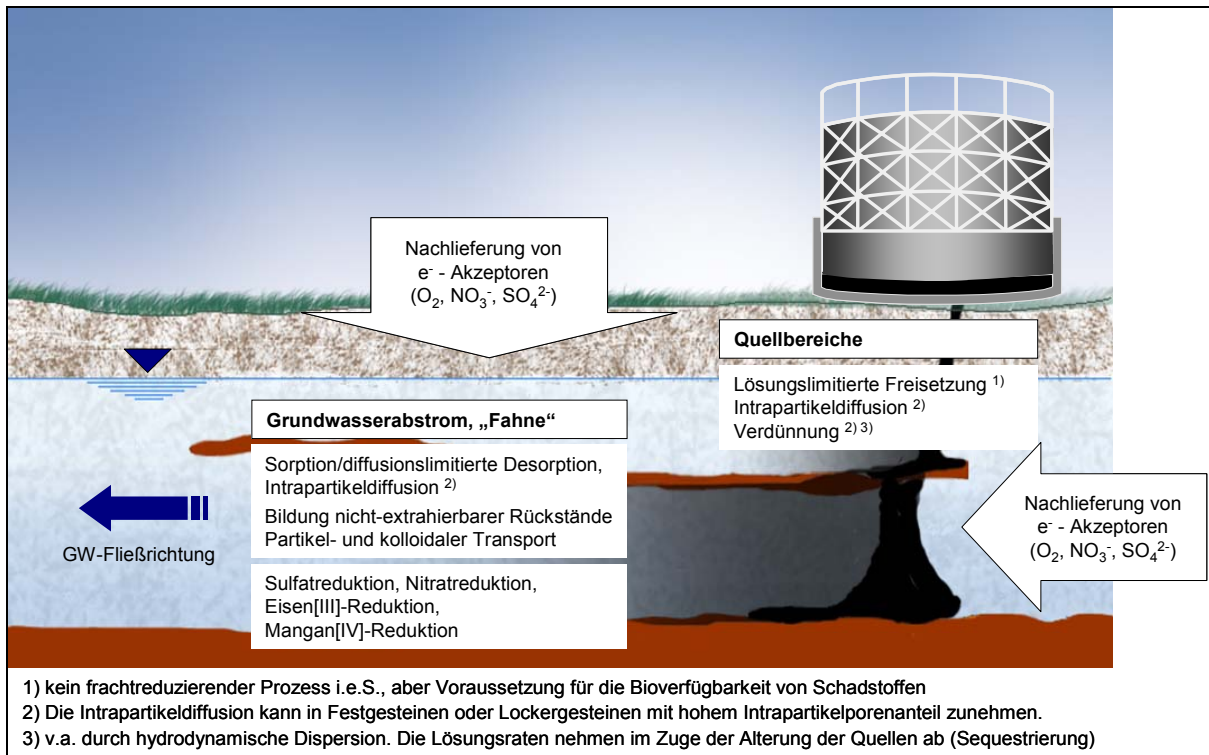 Nachlieferung von
e⁻ - Akzeptoren
(O₂, NO₃⁻, SO₄²⁻)
Quellbereiche
Lösungslimitierte Freisetzung ¹⁾
Intrapartikeldiffusion ²⁾
Verdünnung ²⁾ ³⁾
Grundwasserabstrom, „Fahne“
Sorption/diffusionslimitierte Desorption,
Intrapartikeldiffusion ²⁾
Bildung nicht-extrahierbarer Rückstände
Partikel- und kolloidaler Transport
Sulfatreduktion, Nitratreduktion,
Eisen[III]-Reduktion,
Mangan[IV]-Reduktion
GW-Fließrichtung
Nachlieferung von
e⁻ - Akzeptoren
(O₂, NO₃⁻, SO₄²⁻)
1) kein frachtreduzierender Prozess i.e.S., aber Voraussetzung für die Bioverfügbarkeit von Schadstoffen
2) Die Intrapartikeldiffusion kann in Festgesteinen oder Lockergesteinen mit hohem Intrapartikelporenanteil zunehmen.
3) v.a. durch hydrodynamische Dispersion. Die Lösungsraten nehmen im Zuge der Alterung der Quellen ab (Sequestrierung)